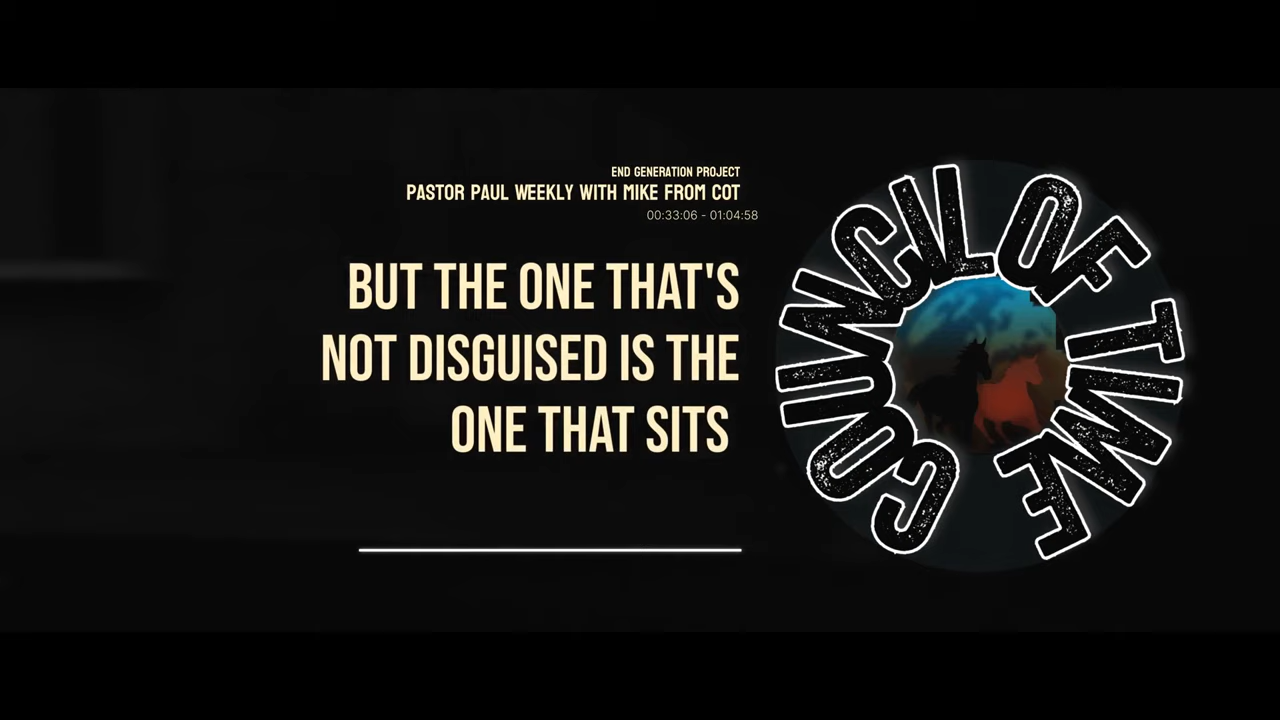 END GENERATION PROJECT
PASTOR PAUL WEEKLY WITH MIKE FROM COT
00:33:06 - 01:04:58
BUT THE ONE THAT'S
NOT DISGUISED IS THE
ONE THAT SITS
COUNCIL OF TIME